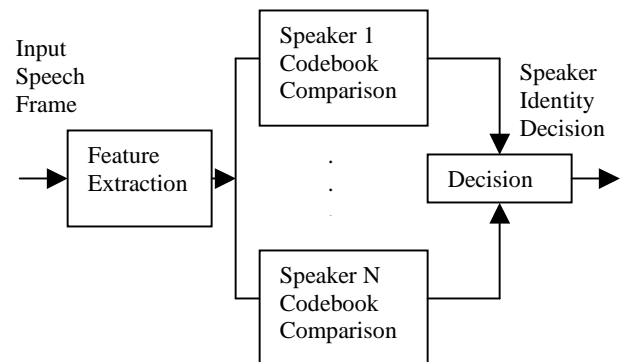 Input
Speech
Frame
Feature
Extraction
Speaker 1
Codebook
Comparison
.
.
.
Speaker N
Codebook
Comparison
Decision
Speaker
Identity
Decision